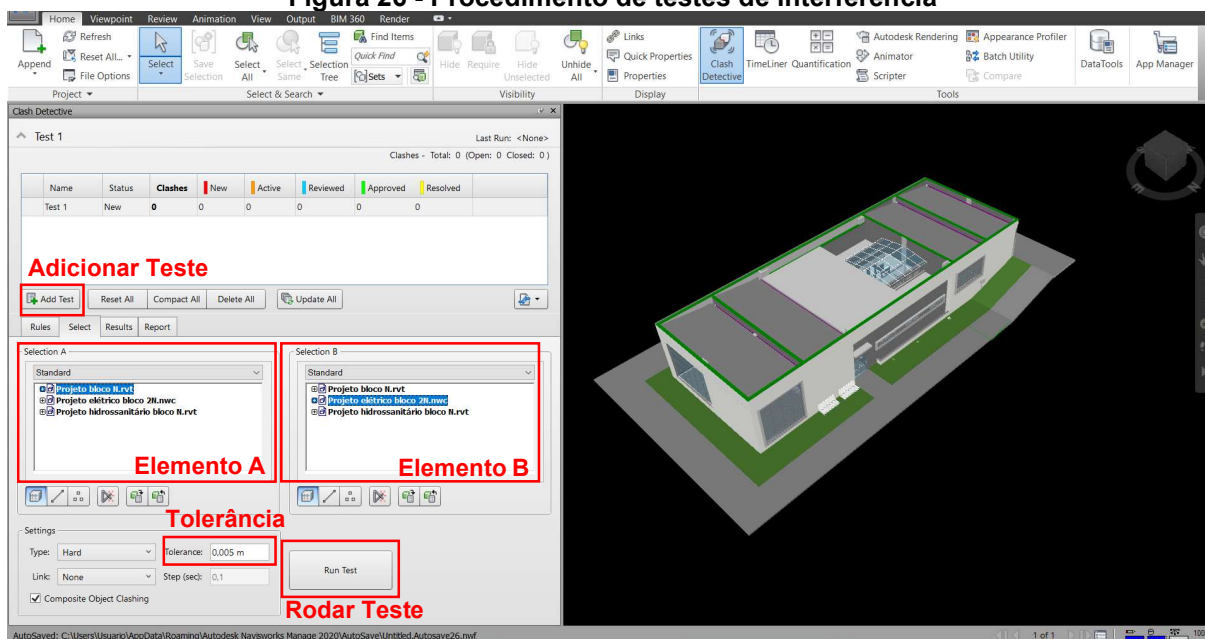 Figura 26 - Procedimento de testes de interferência
Home Viewpoint Review Animation View Output BIM 360 Render
Append
Refresh
Reset All...
File Options
Project
Select
Save Selection
Select All
Select Same
Selection Tree
Find Items
Quick Find
Sets
Select & Search
Hide
Require
Hide Unselected
Unhide All
Visibility
Links
Quick Properties
Properties
Display
Clash Detective
TimeLiner
Quantification
Autodesk Rendering
Animator
Scripter
Appearance Profiler
Batch Utility
Compare
Tools
DataTools
App Manager
Clash Detective
Test 1
Last Run: <None>
Clashes - Total: 0 (Open: 0 Closed: 0)
Name Status Clashes New Active Reviewed Approved Resolved
Test 1 New 0 0 0 0 0 0
Adicionar Teste
Add Test Reset All Compact All Delete All Update All
Rules Select Results Report
Selection A
Standard
Projeto bloco N.rvt
Projeto elétrico bloco 2N.nwc
Projeto hidrossanitário bloco N.rvt
Elemento A
Selection B
Standard
Projeto bloco N.rvt
Projeto elétrico bloco 2N.nwc
Projeto hidrossanitário bloco N.rvt
Elemento B
Tolerância
Settings
Type: Hard Tolerance: 0,005 m
Link: None Step (sec): 0,1
Composite Object Clashing
Run Test
Rodar Teste
AutoSaved: C:\Users\Usuario\AppData\Roaming\Autodesk Navisworks Manage 2020\AutoSave\Untitled.Autosave26.nwf
1 of 1
100